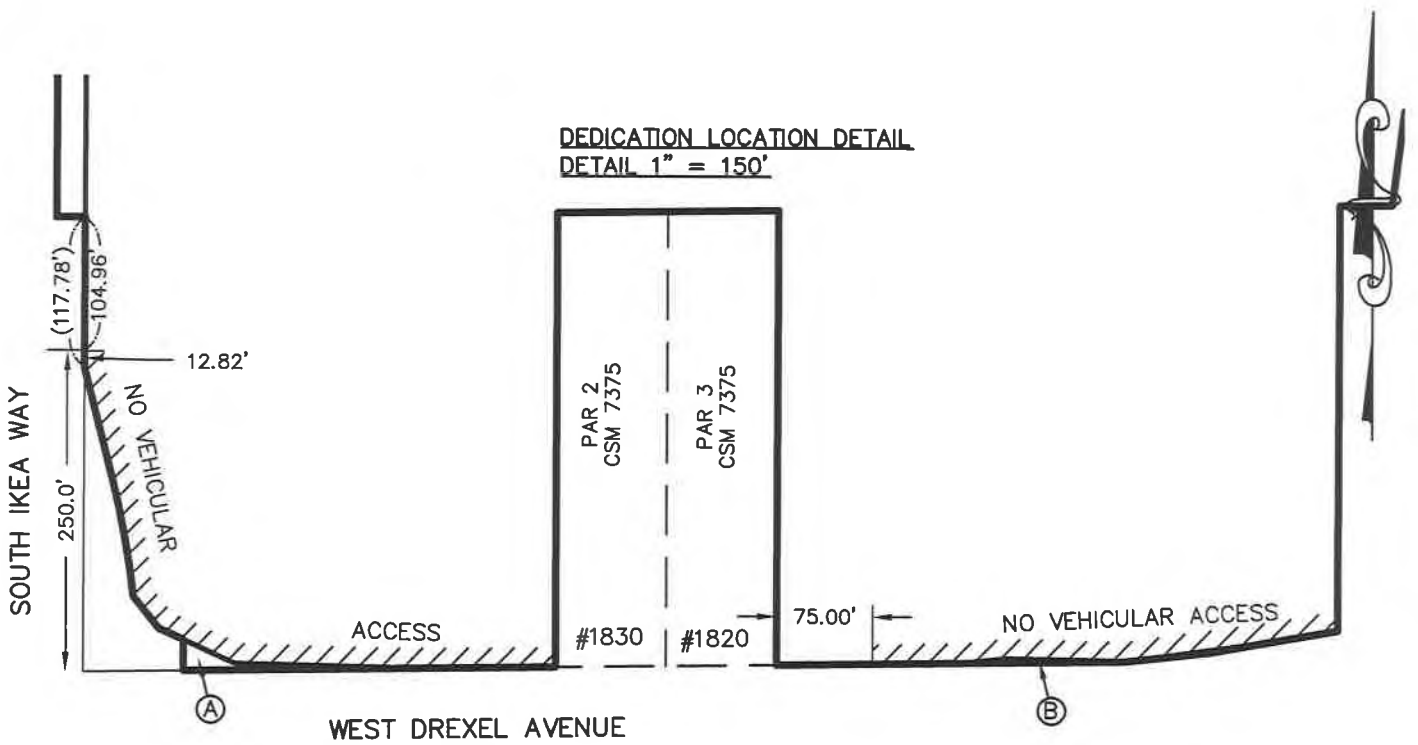 DEDICATION LOCATION DETAIL
DETAIL 1" = 150'
(117.78')
104.96'
12.82'
SOUTH IKEA WAY
250.0'
NO VEHICULAR
ACCESS
PAR 2
CSM 7375
PAR 3
CSM 7375
#1830
#1820
75.00'
NO VEHICULAR ACCESS
A
B
WEST DREXEL AVENUE